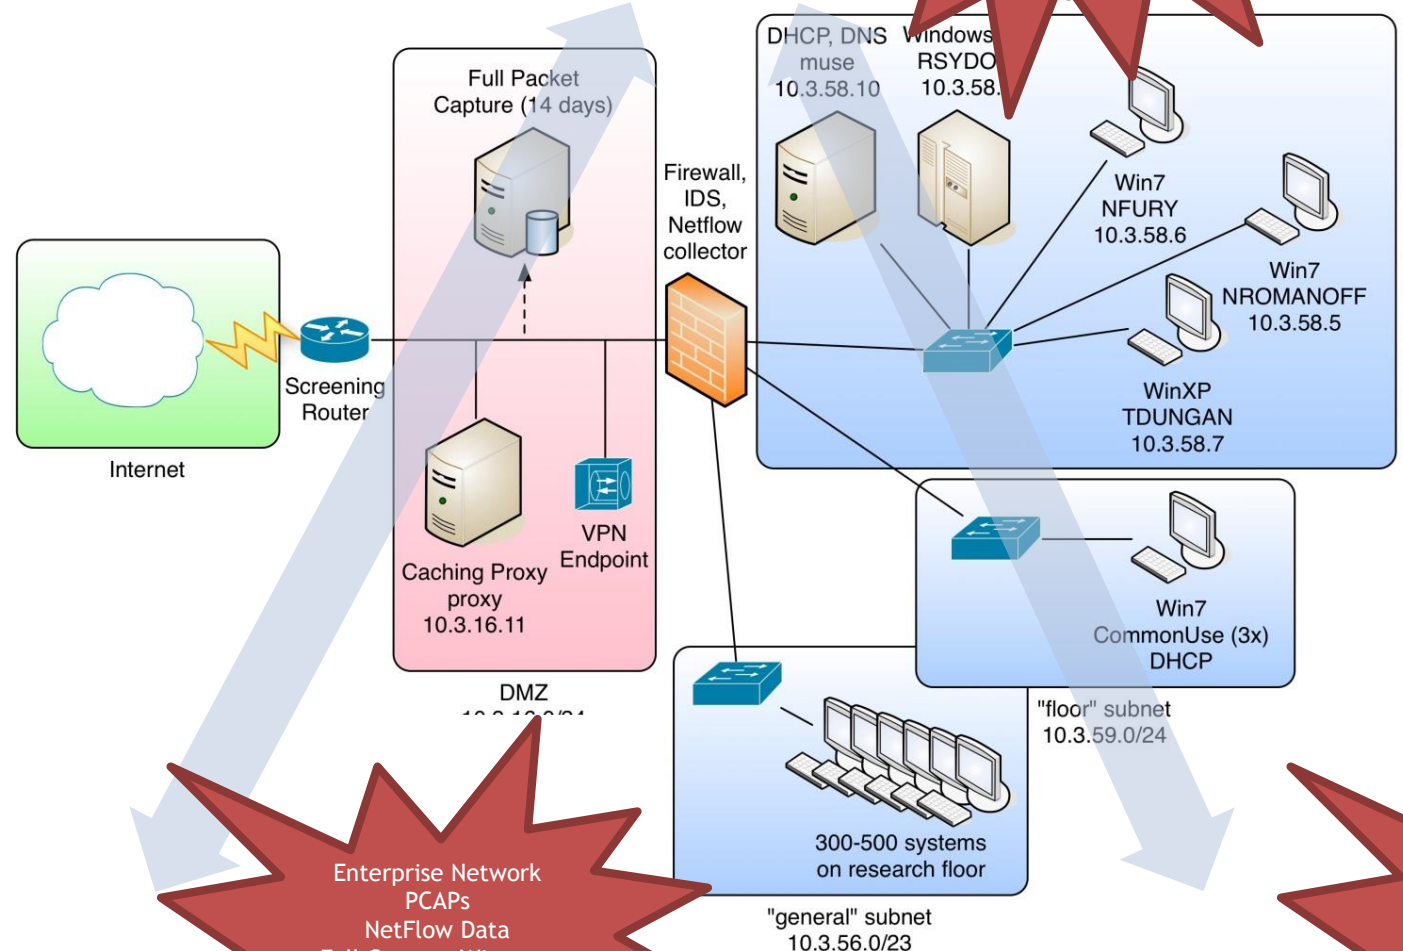 Full Packet
Capture (14 days)
Firewall,
IDS,
Netflow
collector
DHCP, DNS
muse
10.3.58.10
Windows
RSYDO
10.3.58.
Win7
NFURY
10.3.58.6
Win7
NROMANOFF
10.3.58.5
WinXP
TDUNGAN
10.3.58.7
Internet
Screening
Router
Caching Proxy
proxy
10.3.16.11
VPN
Endpoint
DMZ
Win7
CommonUse (3x)
DHCP
"floor" subnet
10.3.59.0/24
300-500 systems
on research floor
"general" subnet
10.3.56.0/23
Enterprise Network
PCAPs
NetFlow Data